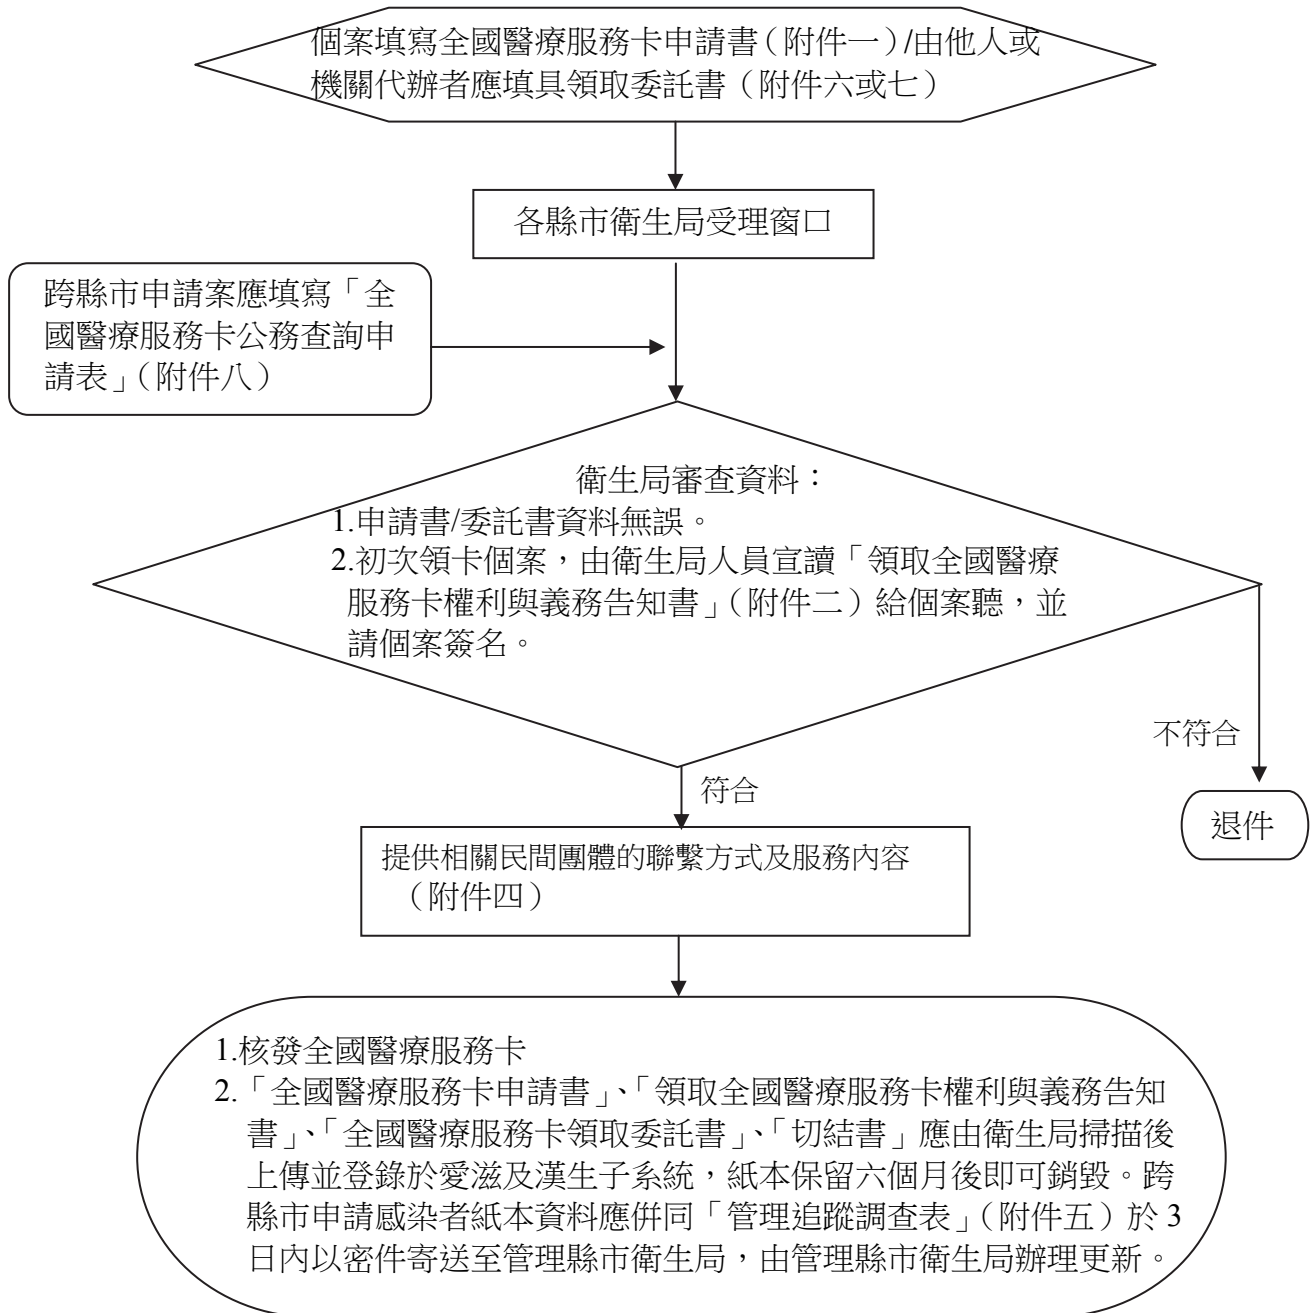 個案填寫全國醫療服務卡申請書（附件一）/由他人或
機關代辦者應填具領取委託書（附件六或七）
各縣市衛生局受理窗口
跨縣市申請案應填寫「全
國醫療服務卡公務查詢申
請表」（附件八）
衛生局審查資料：
1.申請書/委託書資料無誤。
2.初次領卡個案，由衛生局人員宣讀「領取全國醫療
服務卡權利與義務告知書」（附件二）給個案聽，並
請個案簽名。
不符合
符合
退件
提供相關民間團體的聯繫方式及服務內容
（附件四）
1.核發全國醫療服務卡
2.「全國醫療服務卡申請書」、「領取全國醫療服務卡權利與義務告知
書」、「全國醫療服務卡領取委託書」、「切結書」應由衛生局掃描後
上傳並登錄於愛滋及漢生子系統，紙本保留六個月後即可銷毀。跨
縣市申請感染者紙本資料應併同「管理追蹤調查表」（附件五）於 3
日內以密件寄送至管理縣市衛生局，由管理縣市衛生局辦理更新。